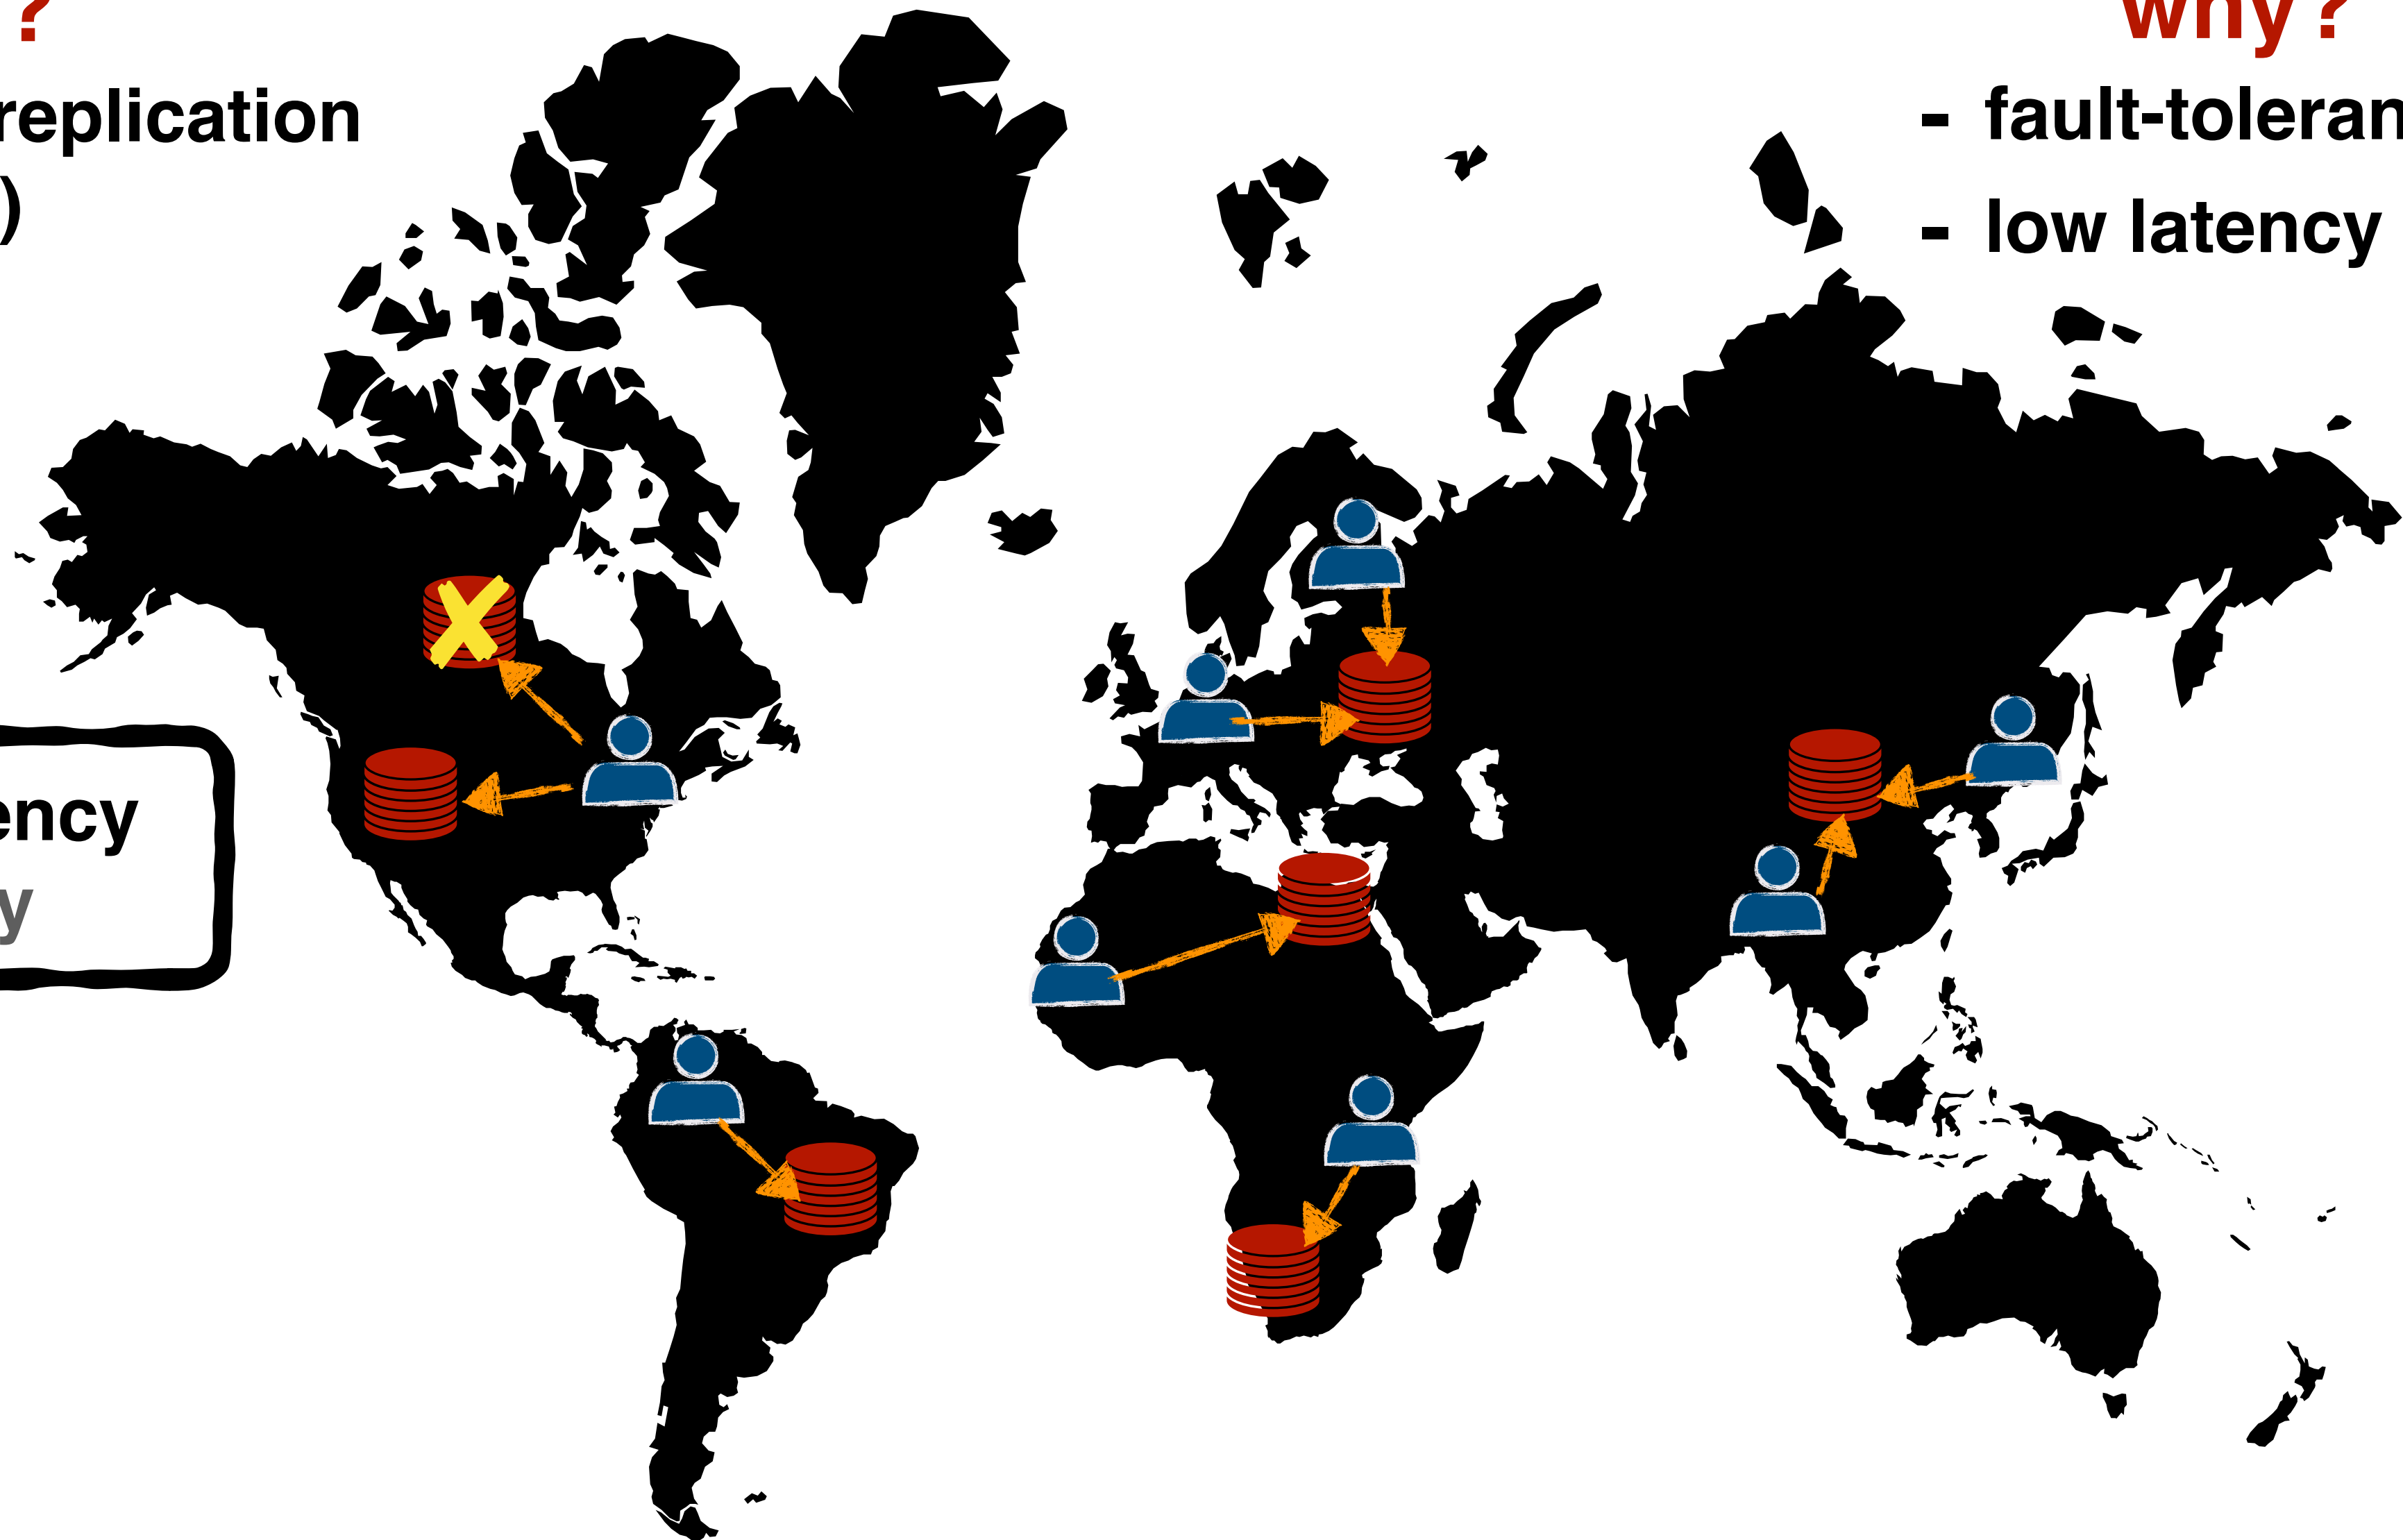 ?
why?
replication
- fault-toleran
)
- low latency
ency
y